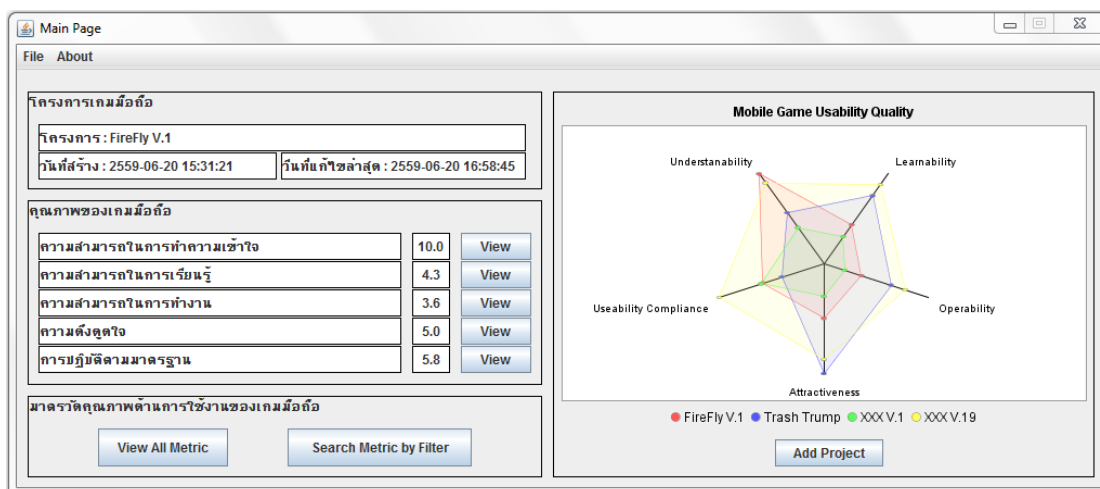 Main Page
File About
โครงการเกมมือถือ
โครงการ : FireFly V.1
วันที่สร้าง : 2559-06-20 15:31:21
วันที่แก้ไขล่าสุด : 2559-06-20 16:58:45
คุณภาพของเกมมือถือ
ความสามารถในการทำความเข้าใจ 10.0 View
ความสามารถในการเรียนรู้ 4.3 View
ความสามารถในการทำงาน 3.6 View
ความดึงดูดใจ 5.0 View
การปฏิบัติตามมาตรฐาน 5.8 View
มาตรวัดคุณภาพด้านการใช้งานของเกมมือถือ
View All Metric Search Metric by Filter
Mobile Game Usability Quality
Understanability
Learnability
Useability Compliance
Operability
Attractiveness
FireFly V.1 Trash Trump XXX V.1 XXX V.19
Add Project